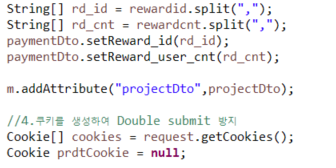 String[] rd_id = rewardid.split(",");
String[] rd_cnt = rewardcnt.split(",");
paymentDto.setReward_id(rd_id);
paymentDto.setReward_user_cnt(rd_cnt);
m.addAttribute("projectDto",projectDto);
//4.쿠키를 생성하여 Double submit 방지
Cookie[] cookies = request.getCookies();
Cookie prdtCookie = null;